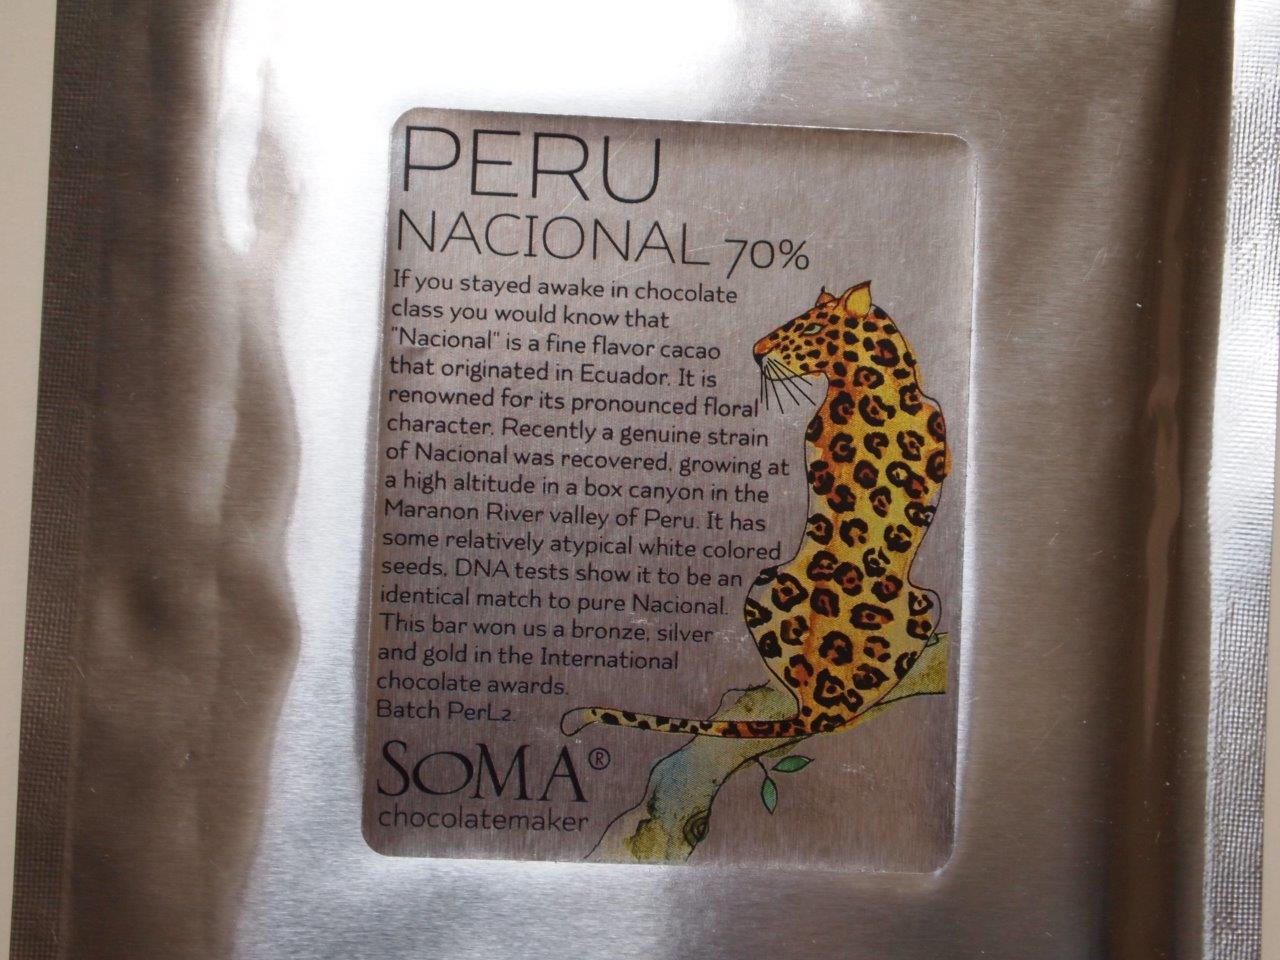 PERU
NACIONAL 70%
If you stayed awake in chocolate
class you would know that
"Nacional" is a fine flavor cacao
that originated in Ecuador. It is
renowned for its pronounced floral
character. Recently a genuine strain
of Nacional was recovered, growing at
a high altitude in a box canyon in the
Maranon River valley of Peru. It has
some relatively atypical white colored
seeds. DNA tests show it to be an
identical match to pure Nacional.
This bar won us a bronze, silver
and gold in the International
chocolate awards.
Batch PerL2.
SOMA®
chocolatemaker